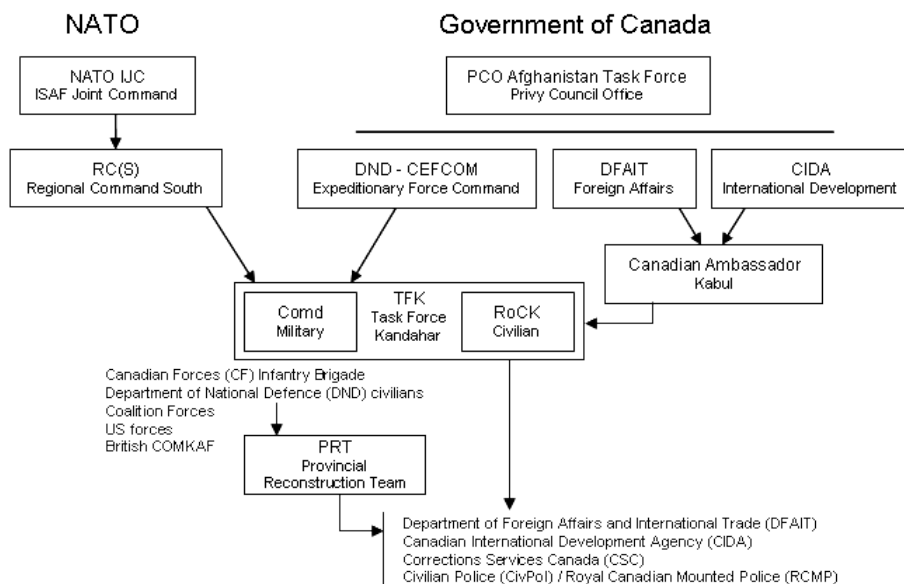 NATO
Government of Canada
NATO IJC
ISAF Joint Command
PCO Afghanistan Task Force
Privy Council Office
RC(S)
Regional Command South
DND - CEFCOM
Expeditionary Force Command
DFAIT
Foreign Affairs
CIDA
International Development
Canadian Ambassador
Kabul
Comd
Military
TFK
Task Force
Kandahar
RoCK
Civilian
Canadian Forces (CF) Infantry Brigade
Department of National Defence (DND) civilians
Coalition Forces
US forces
British COMKAF
PRT
Provincial
Reconstruction Team
Department of Foreign Affairs and International Trade (DFAIT)
Canadian International Development Agency (CIDA)
Corrections Services Canada (CSC)
Civilian Police (CivPol) / Royal Canadian Mounted Police (RCMP)